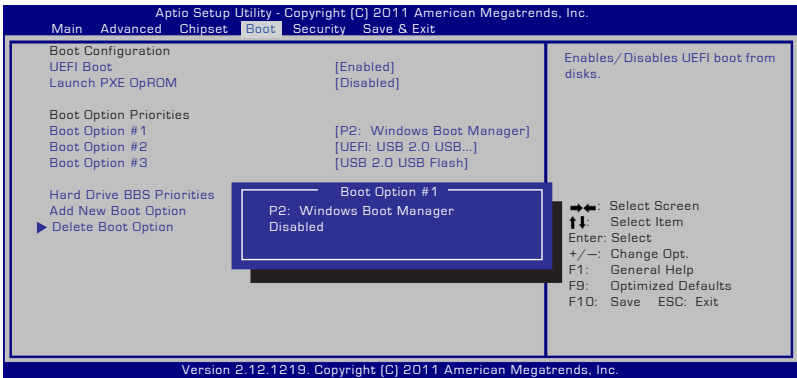 Aptio Setup Utility - Copyright (C) 2011 American Megatrends, Inc.
Main Advanced Chipset Boot Security Save & Exit
Boot Configuration
UEFI Boot [Enabled]
Launch PXE OpROM [Disabled]
Boot Option Priorities
Boot Option #1 [P2: Windows Boot Manager]
Boot Option #2 [UEFI: USB 2.0 USB...]
Boot Option #3 [USB 2.0 USB Flash]
Hard Drive BBS Priorities
Add New Boot Option
Delete Boot Option
Boot Option #1
P2: Windows Boot Manager
Disabled
Enables/Disables UEFI boot from
disks.
→←: Select Screen
↑↓: Select Item
Enter: Select
+/—: Change Opt.
F1: General Help
F9: Optimized Defaults
F10: Save ESC: Exit
Version 2.12.1219. Copyright (C) 2011 American Megatrends, Inc.